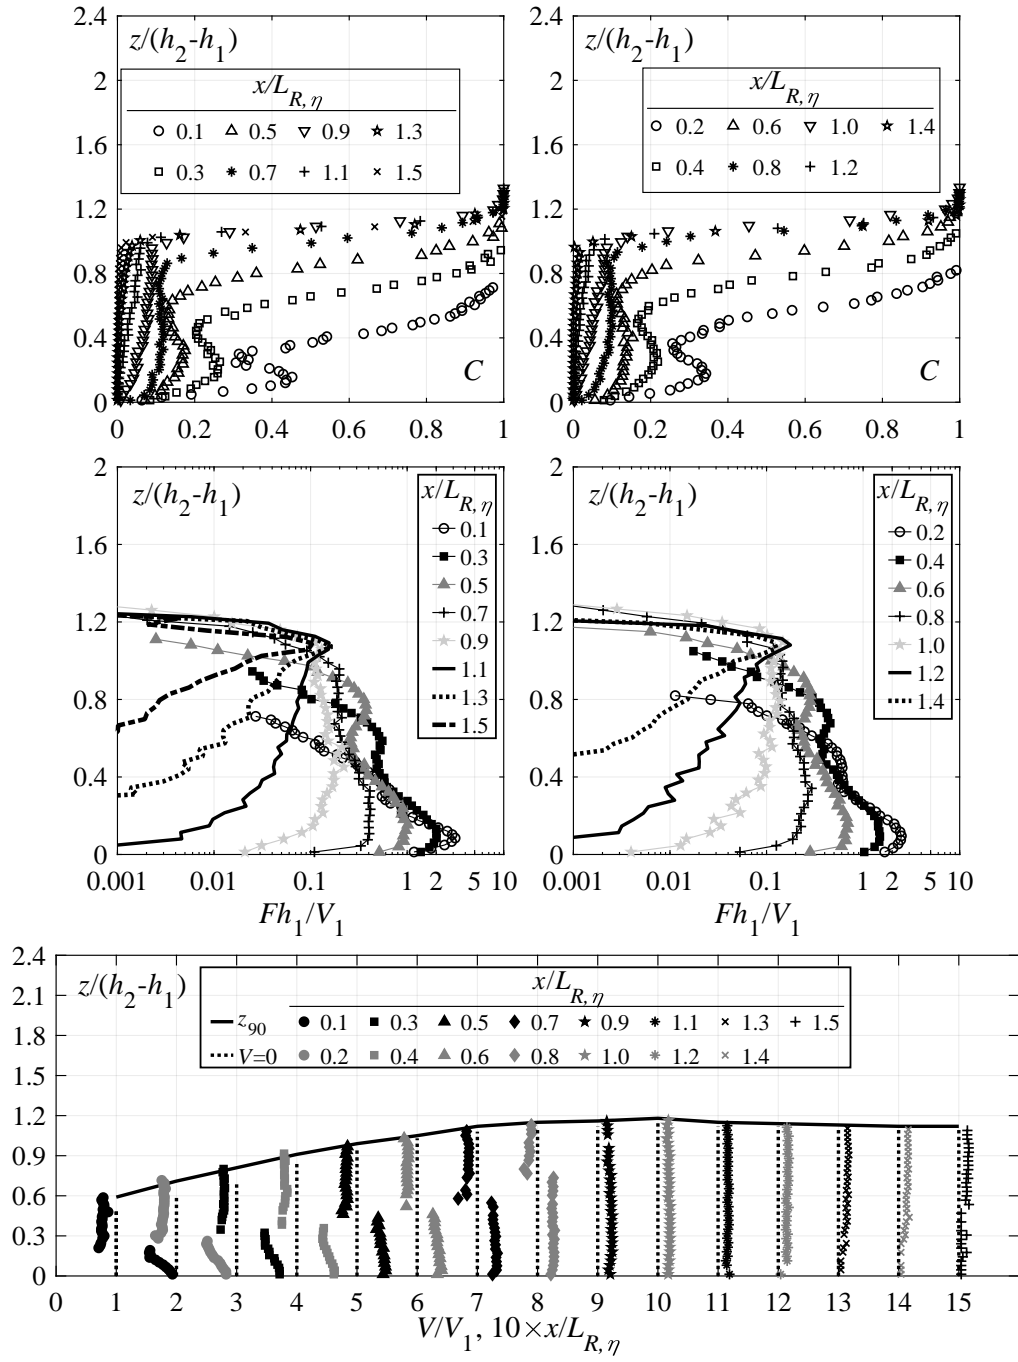 2.4 2 1.6 1.2 0.8 0.4 0
z/(h2-h1)
x/LR, η
0.1 0.5 0.9 1.3
0.3 0.7 1.1 1.5
C
0 0.2 0.4 0.6 0.8 1
2.4 2 1.6 1.2 0.8 0.4 0
z/(h2-h1)
x/LR, η
0.2 0.6 1.0 1.4
0.4 0.8 1.2
C
0 0.2 0.4 0.6 0.8 1
2 1.6 1.2 0.8 0.4 0
z/(h2-h1)
x/LR, η
0.1
0.3
0.5
0.7
0.9
1.1
1.3
1.5
0.001 0.01 0.1 1 2 5 10
Fh1/V1
2 1.6 1.2 0.8 0.4 0
z/(h2-h1)
x/LR, η
0.2
0.4
0.6
0.8
1.0
1.2
1.4
0.001 0.01 0.1 1 2 5 10
Fh1/V1
2.4 2.1 1.8 1.5 1.2 0.9 0.6 0.3 0
z/(h2-h1)
x/LR, η
z90 0.1 0.3 0.5 0.7 0.9 1.1 1.3 1.5
V=0 0.2 0.4 0.6 0.8 1.0 1.2 1.4
0 1 2 3 4 5 6 7 8 9 10 11 12 13 14 15
V/V1, 10×x/LR, η